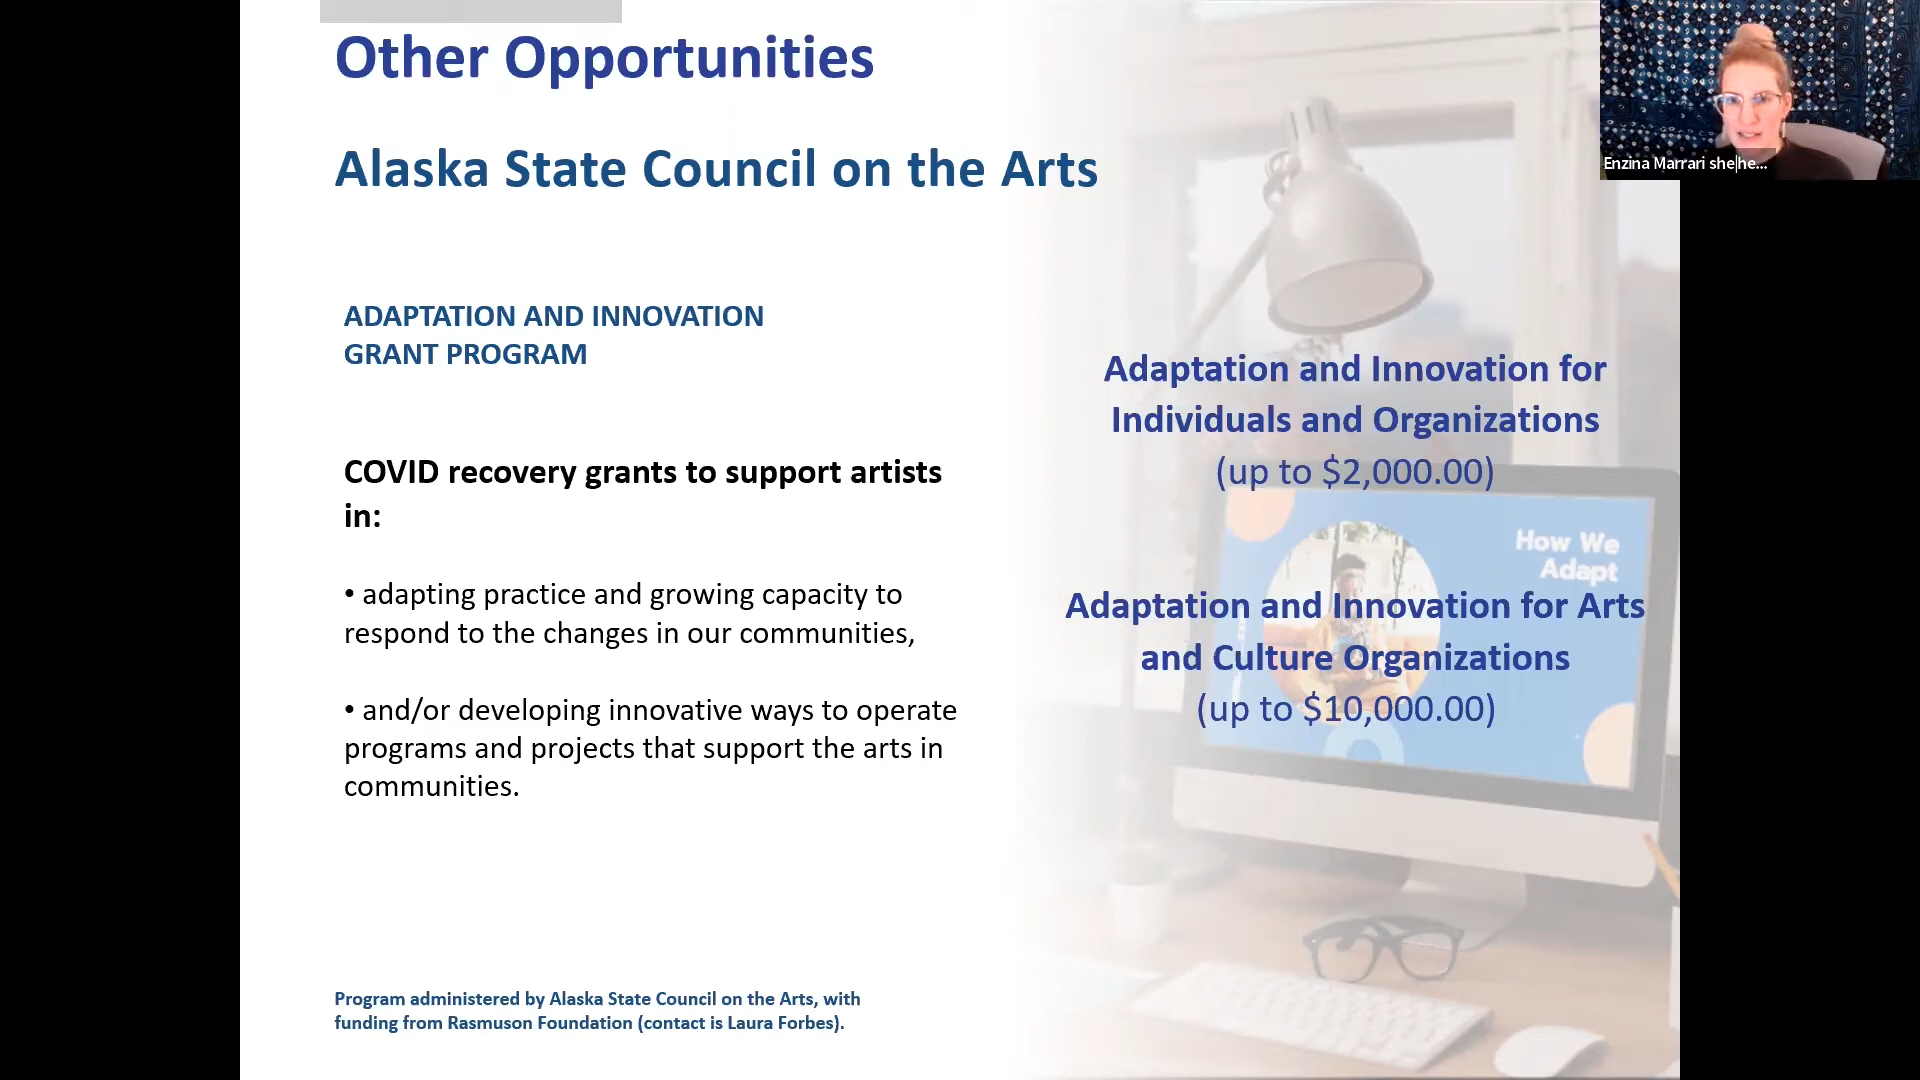 Other Opportunities
Alaska State Council on the Arts
ADAPTATION AND INNOVATION
GRANT PROGRAM
COVID recovery grants to support artists
in:
• adapting practice and growing capacity to
respond to the changes in our communities,
• and/or developing innovative ways to operate
programs and projects that support the arts in
communities.
Program administered by Alaska State Council on the Arts, with
funding from Rasmuson Foundation (contact is Laura Forbes).
Adaptation and Innovation for
Individuals and Organizations
(up to $2,000.00)
How We
Adapt
Adaptation and Innovation for Arts
and Culture Organizations
(up to $10,000.00)
Enzina Marrari she|he...